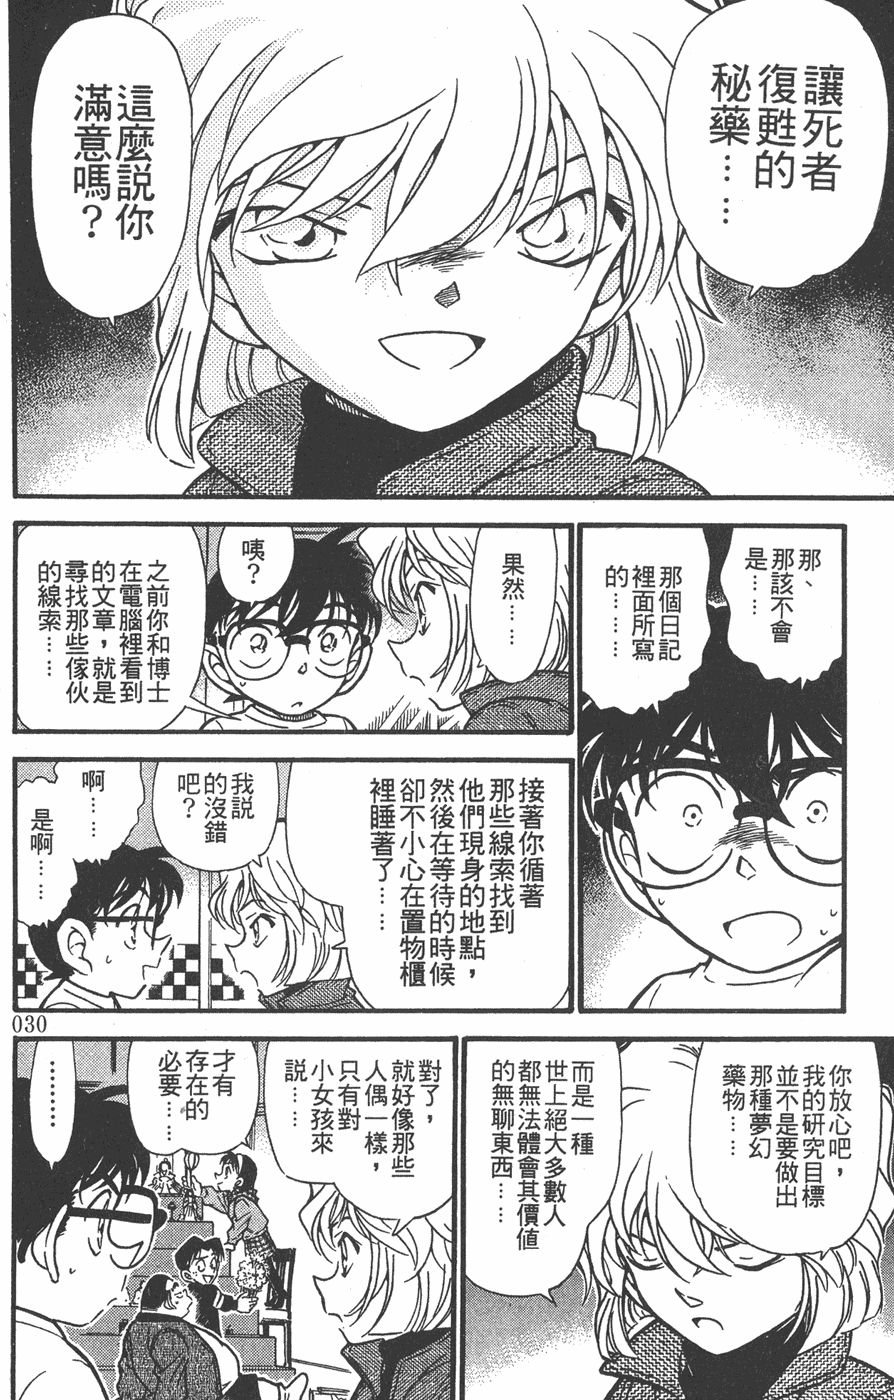 讓死者
復甦的
秘藥……
這麼說你
滿意嗎？
那、
那該不會
是……
那個日記
裡面所寫
的……
果然……
咦？
之前你和博士
在電腦裡看到
的文章，就是
尋找那些傢伙
的線索……
接著你循著
那些線索找到
他們現身的地點，
然後在等待的時候
卻不小心在置物櫃
裡睡著了……
我說
的沒錯
吧？
啊……
是啊……
你放心吧，
我的研究目標
並不是要做出
那種夢幻
藥物……
而是一種
世上絕大多數人
都無法體會其價值
的無聊東西……
對了，
就好像那些
人偶一樣，
只有對
小女孩來
說……
才有
存在的
必要……
………
030